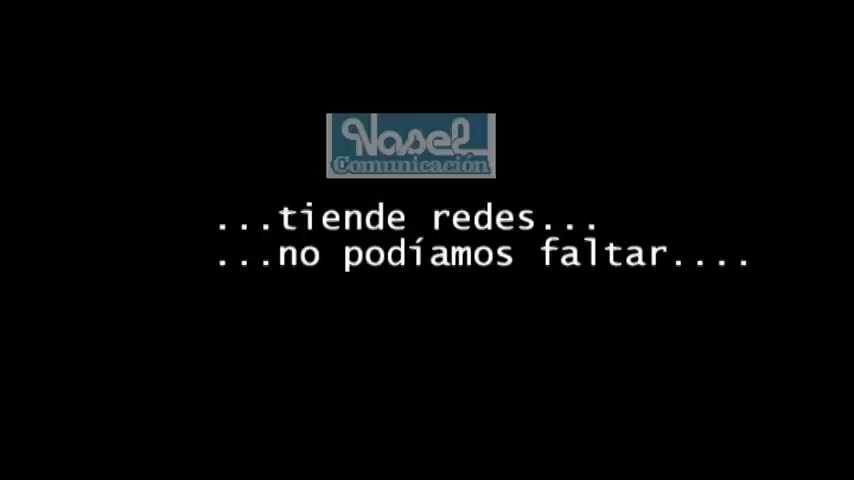 Nasel
Comunicación
...tiende redes...
...no podíamos faltar....